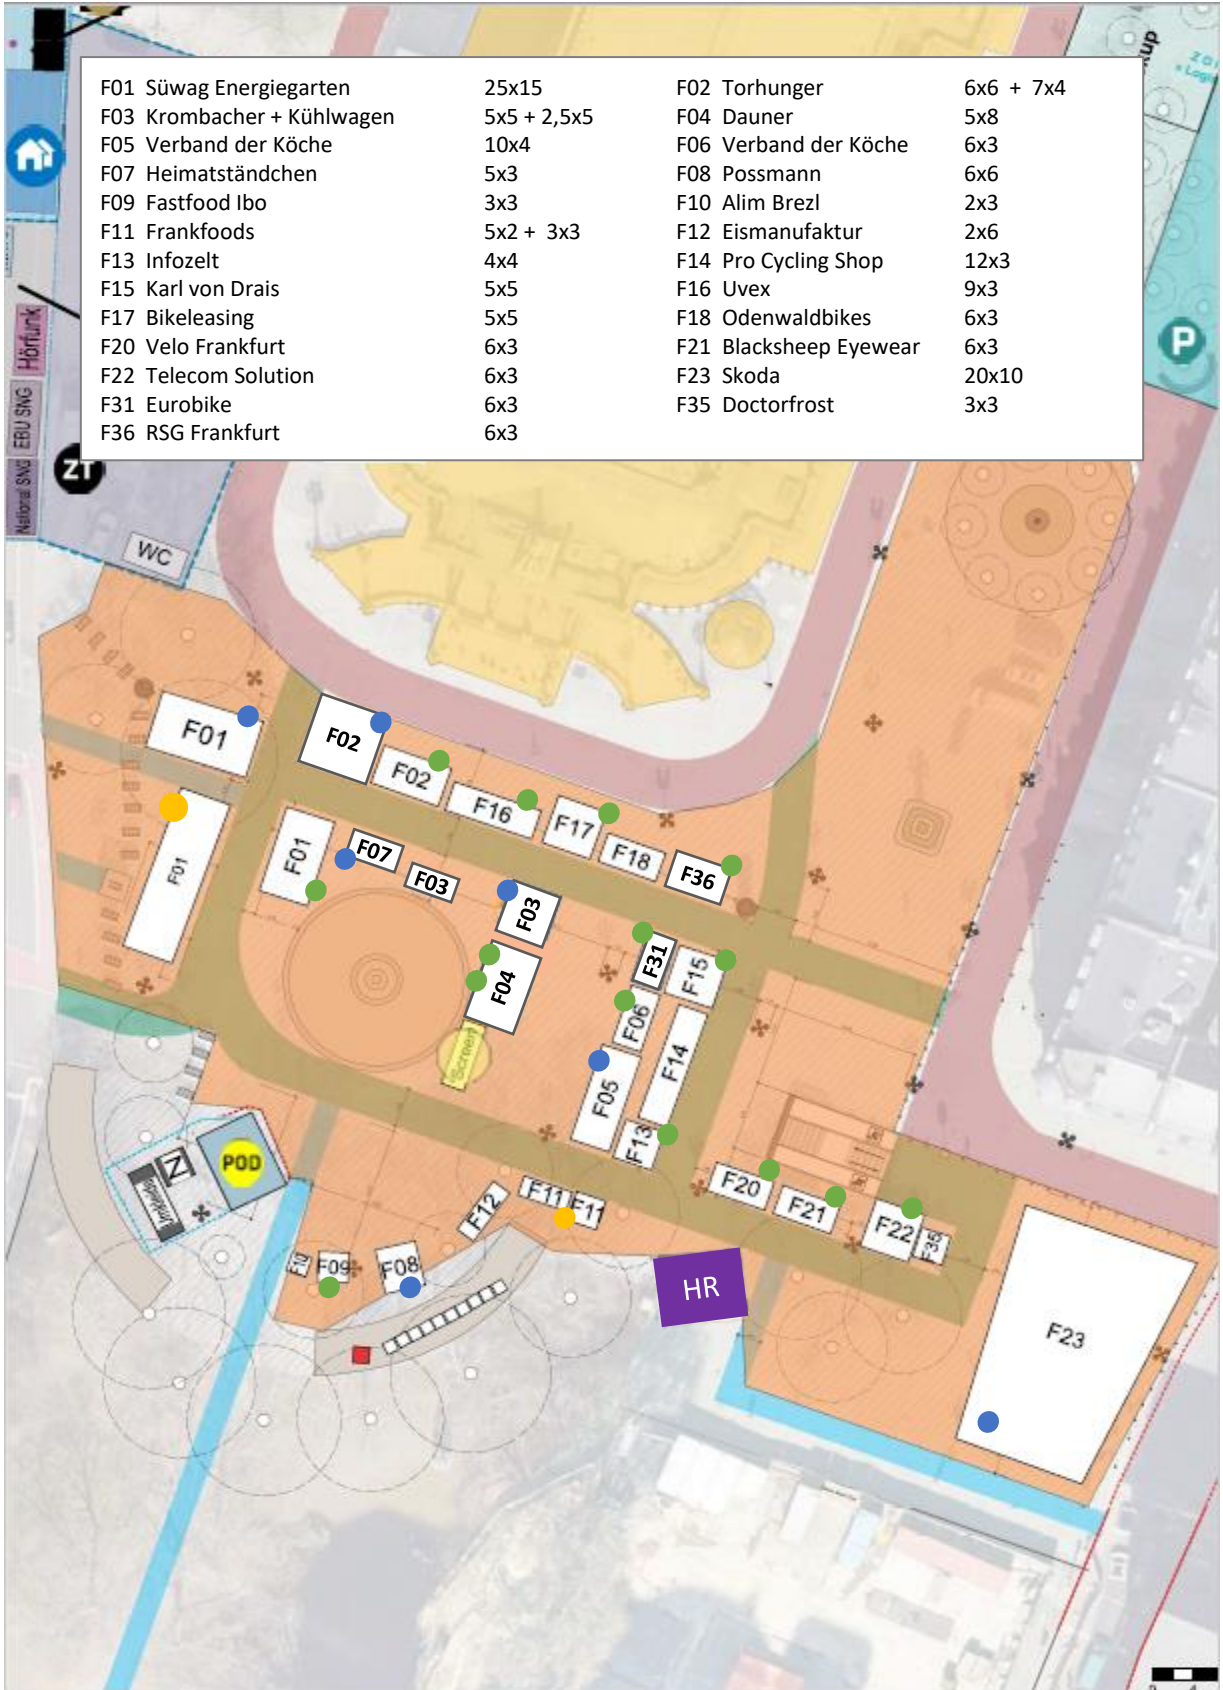 F01 Süwag Energiegarten 25x15 F02 Torhunger 6x6 + 7x4
F03 Krombacher + Kühlwagen 5x5 + 2,5x5 F04 Dauner 5x8
F05 Verband der Köche 10x4 F06 Verband der Köche 6x3
F07 Heimatständchen 5x3 F08 Possmann 6x6
F09 Fastfood Ibo 3x3 F10 Alim Brezl 2x3
F11 Frankfoods 5x2 + 3x3 F12 Eismanufaktur 2x6
F13 Infozelt 4x4 F14 Pro Cycling Shop 12x3
F15 Karl von Drais 5x5 F16 Uvex 9x3
F17 Bikeleasing 5x5 F18 Odenwaldbikes 6x3
F20 Velo Frankfurt 6x3 F21 Blacksheep Eyewear 6x3
F22 Telecom Solution 6x3 F23 Skoda 20x10
F31 Eurobike 6x3 F35 Doctorfrost 3x3
F36 RSG Frankfurt 6x3
Hörfunk
EBU SNG
National SNG
P
ZT
WC
F01
F02
F02
F16
F17
F18
F36
F01
F01
F07
F03
F03
F04
Screen
F31
F15
F06
F14
F05
F13
POD
F20
F21
F22
F35
F12
F11
F11
F10
F09
F08
HR
F23